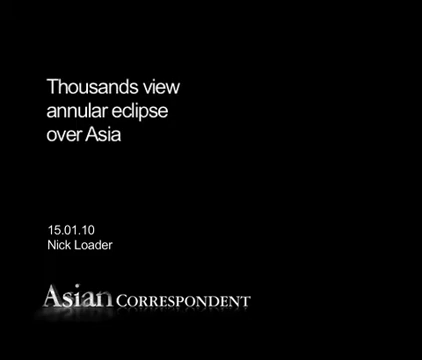 Thousands view
annular eclipse
over Asia
15.01.10
Nick Loader
Asian CORRESPONDENT